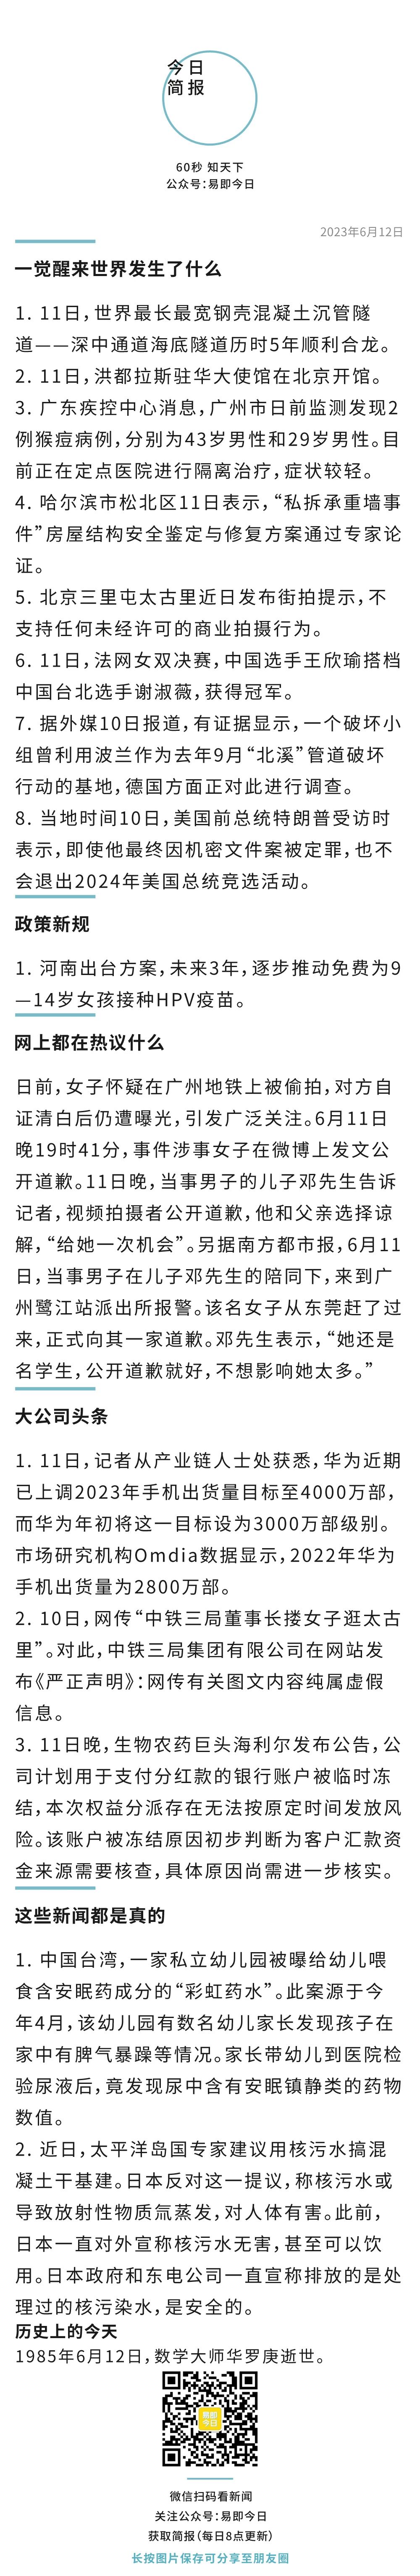 今日
简报
60秒 知天下
公众号:易即今日
2023年6月12日
一觉醒来世界发生了什么
1. 11日,世界最长最宽钢壳混凝土沉管隧
道——深中通道海底隧道历时5年顺利合龙。
2. 11日,洪都拉斯驻华大使馆在北京开馆。
3. 广东疾控中心消息,广州市日前监测发现2
例猴痘病例,分别为43岁男性和29岁男性。目
前正在定点医院进行隔离治疗,症状较轻。
4. 哈尔滨市松北区11日表示,“私拆承重墙事
件”房屋结构安全鉴定与修复方案通过专家论
证。
5. 北京三里屯太古里近日发布街拍提示,不
支持任何未经许可的商业拍摄行为。
6. 11日,法网女双决赛,中国选手王欣瑜搭档
中国台北选手谢淑薇,获得冠军。
7. 据外媒10日报道,有证据显示,一个破坏小
组曾利用波兰作为去年9月“北溪”管道破坏
行动的基地,德国方面正对此进行调查。
8. 当地时间10日,美国前总统特朗普受访时
表示,即使他最终因机密文件案被定罪,也不
会退出2024年美国总统竞选活动。
政策新规
1. 河南出台方案,未来3年,逐步推动免费为9
—14岁女孩接种HPV疫苗。
网上都在热议什么
日前,女子怀疑在广州地铁上被偷拍,对方自
证清白后仍遭曝光,引发广泛关注。6月11日
晚19时41分,事件涉事女子在微博上发文公
开道歉。11日晚,当事男子的儿子邓先生告诉
记者,视频拍摄者公开道歉,他和父亲选择谅
解,“给她一次机会”。另据南方都市报,6月11
日,当事男子在儿子邓先生的陪同下,来到广
州鹭江站派出所报警。该名女子从东莞赶了过
来,正式向其一家道歉。邓先生表示,“她还是
名学生,公开道歉就好,不想影响她太多。”
大公司头条
1. 11日,记者从产业链人士处获悉,华为近期
已上调2023年手机出货量目标至4000万部,
而华为年初将这一目标设为3000万部级别。
市场研究机构Omdia数据显示,2022年华为
手机出货量为2800万部。
2. 10日,网传“中铁三局董事长搂女子逛太古
里”。对此,中铁三局集团有限公司在网站发
布《严正声明》:网传有关图文内容纯属虚假
信息。
3. 11日晚,生物农药巨头海利尔发布公告,公
司计划用于支付分红款的银行账户被临时冻
结,本次权益分派存在无法按原定时间发放风
险。该账户被冻结原因初步判断为客户汇款资
金来源需要核查,具体原因尚需进一步核实。
这些新闻都是真的
1. 中国台湾,一家私立幼儿园被曝给幼儿喂
食含安眠药成分的“彩虹药水”。此案源于今
年4月,该幼儿园有数名幼儿家长发现孩子在
家中有脾气暴躁等情况。家长带幼儿到医院检
验尿液后,竟发现尿中含有安眠镇静类的药物
数值。
2. 近日,太平洋岛国专家建议用核污水搞混
凝土干基建。日本反对这一提议,称核污水或
导致放射性物质氚蒸发,对人体有害。此前,
日本一直对外宣称核污水无害,甚至可以饮
用。日本政府和东电公司一直宣称排放的是处
理过的核污染水,是安全的。
历史上的今天
1985年6月12日,数学大师华罗庚逝世。
易即
今日
微信扫码看新闻
关注公众号:易即今日
获取简报(每日8点更新)
长按图片保存可分享至朋友圈